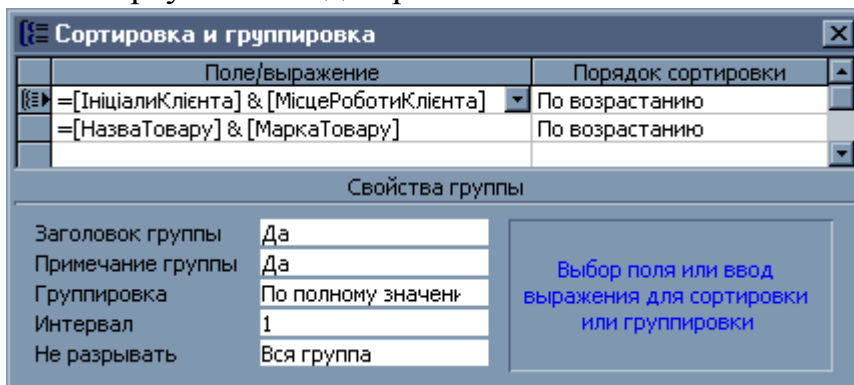 Сортировка и группировка
Поле/выражение Порядок сортировки
=[ІніціалиКлієнта] & [МісцеРоботиКлієнта] По возрастанию
=[НазваТовару] & [МаркаТовару] По возрастанию
Свойства группы
Заголовок группы Да
Примечание группы Да
Группировка По полному значени
Интервал 1
Не разрывать Вся группа
Выбор поля или ввод
выражения для сортировки
или группировки